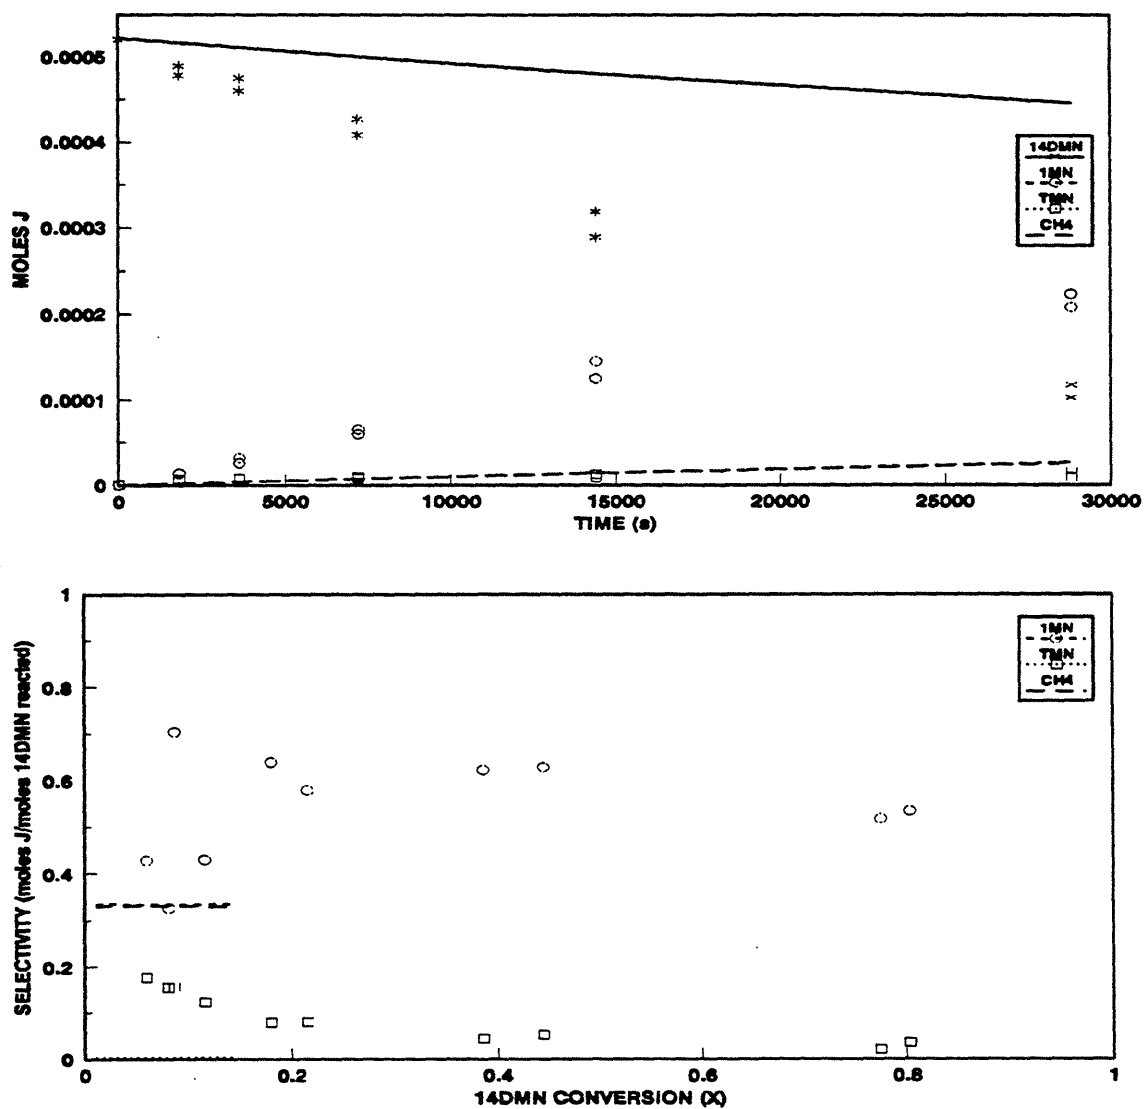 0.0005
0.0004
0.0003
0.0002
0.0001
0
MOLES J
14DMN
1MN
TMN
CH4
0 5000 10000 15000 20000 25000 30000
TIME (s)
1
0.8
0.6
0.4
0.2
0
SELECTIVITY (moles J/moles 14DMN reacted)
1MN
TMN
CH4
0 0.2 0.4 0.6 0.8 1
14DMN CONVERSION (X)